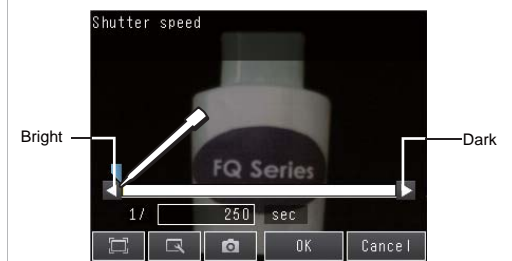 Shutter speed
Bright
Dark
FQ Series
1/ 250 sec
OK Cancel